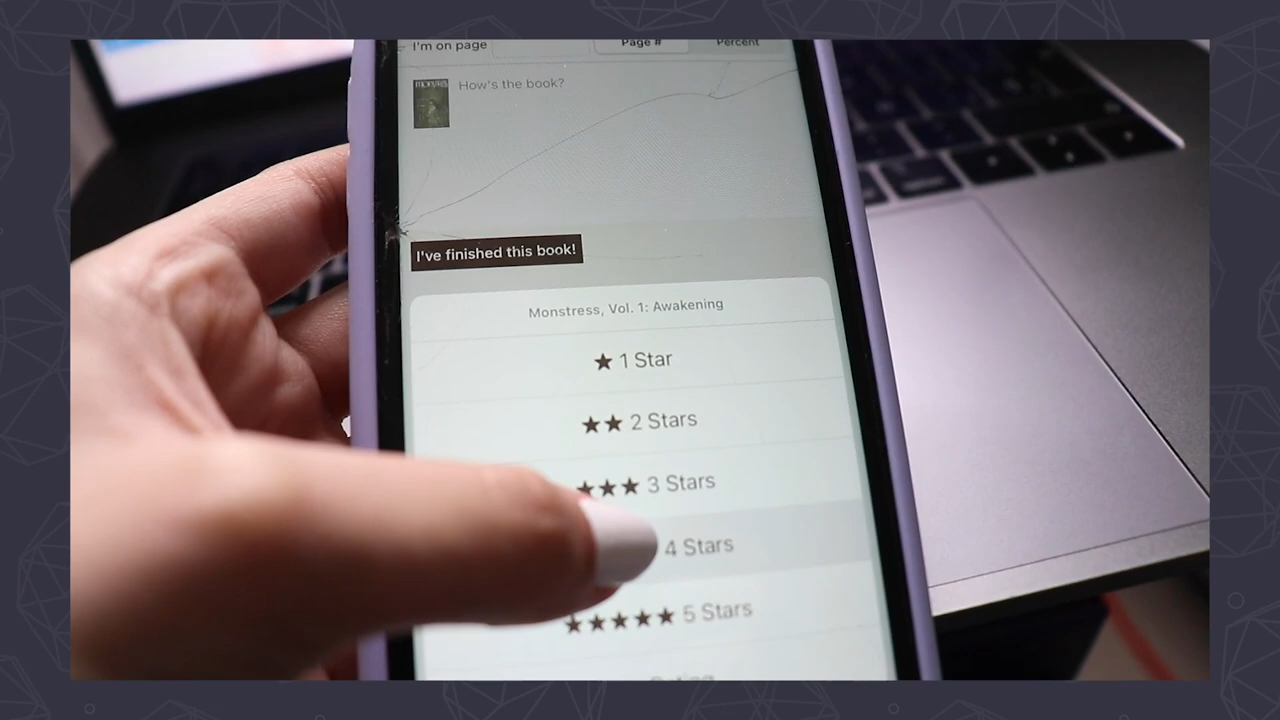 I'm on page
Page #
Percent
How's the book?
I've finished this book!
Monstress, Vol. 1: Awakening
★ 1 Star
★★ 2 Stars
★★★ 3 Stars
4 Stars
★★★★★ 5 Stars